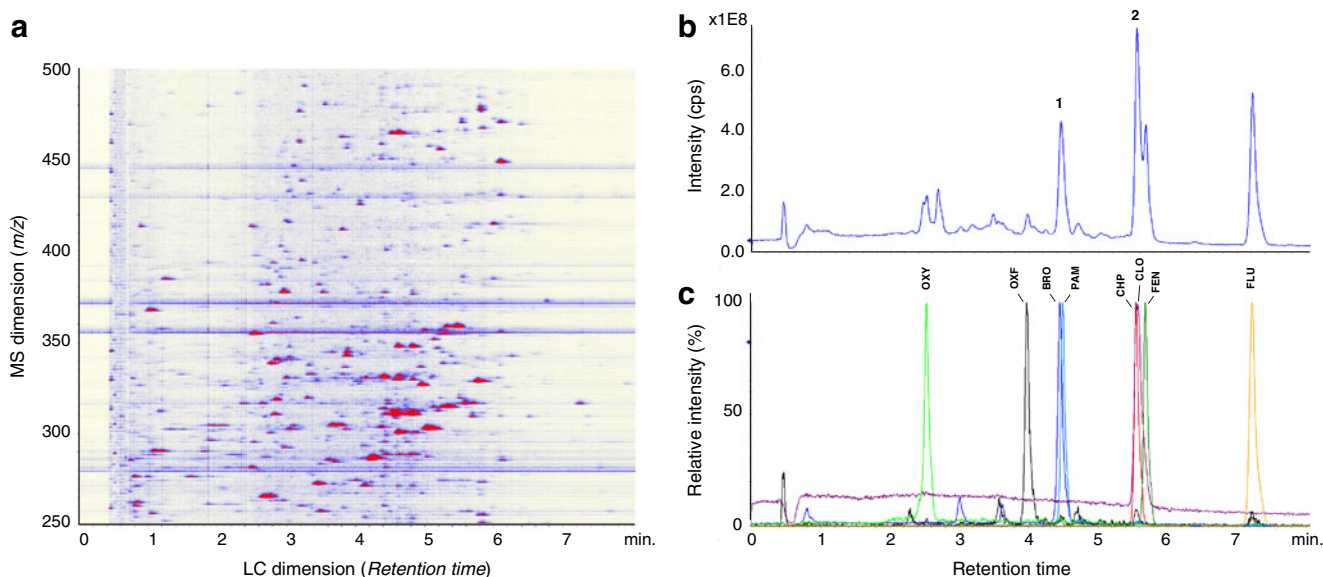 a
500
450
400
350
300
250
MS dimension (m/z)
0 1 2 3 4 5 6 7 min.
LC dimension (Retention time)
b
x1E8
6.0
4.0
2.0
0.0
Intensity (cps)
1
2
c
OXY
OXF
BRO
PAM
CHP
CLO
FEN
FLU
100
50
0
Relative intensity (%)
0 1 2 3 4 5 6 7 min.
Retention time